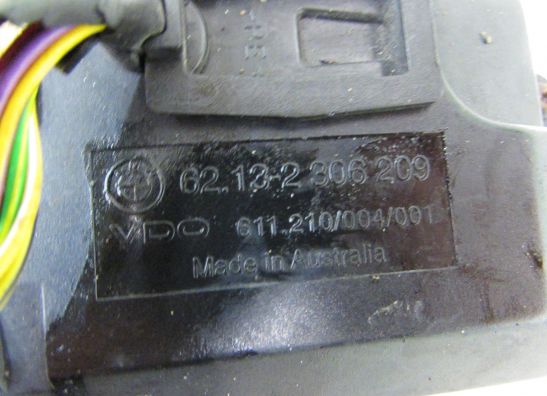 62.13-2 306 209
VDO 611.210/004/001
Made in Australia